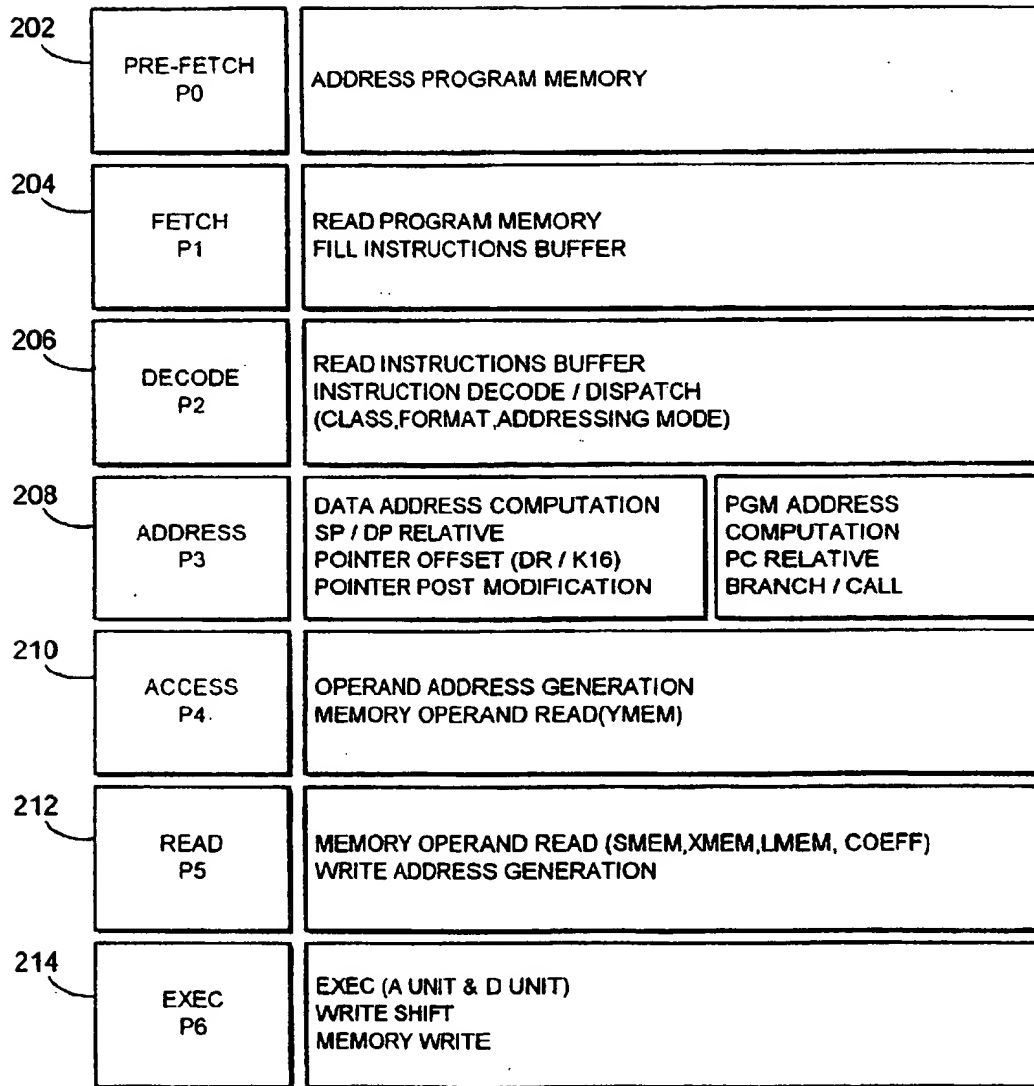 202
PRE-FETCH
P0
ADDRESS PROGRAM MEMORY
204
FETCH
P1
READ PROGRAM MEMORY
FILL INSTRUCTIONS BUFFER
206
DECODE
P2
READ INSTRUCTIONS BUFFER
INSTRUCTION DECODE / DISPATCH
(CLASS,FORMAT,ADDRESSING MODE)
208
ADDRESS
P3
DATA ADDRESS COMPUTATION
SP / DP RELATIVE
POINTER OFFSET (DR / K16)
POINTER POST MODIFICATION
PGM ADDRESS
COMPUTATION
PC RELATIVE
BRANCH / CALL
210
ACCESS
P4
OPERAND ADDRESS GENERATION
MEMORY OPERAND READ(YMEM)
212
READ
P5
MEMORY OPERAND READ (SMEM,XMEM,LMEM, COEFF)
WRITE ADDRESS GENERATION
214
EXEC
P6
EXEC (A UNIT & D UNIT)
WRITE SHIFT
MEMORY WRITE